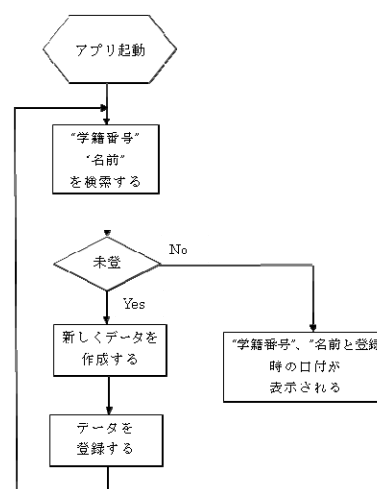 アプリ起動
"学籍番号"
"名前"
を検索する
未登
No
Yes
新しくデータを
作成する
"学籍番号"、"名前と登録
時の日付が
表示される
データを
登録する